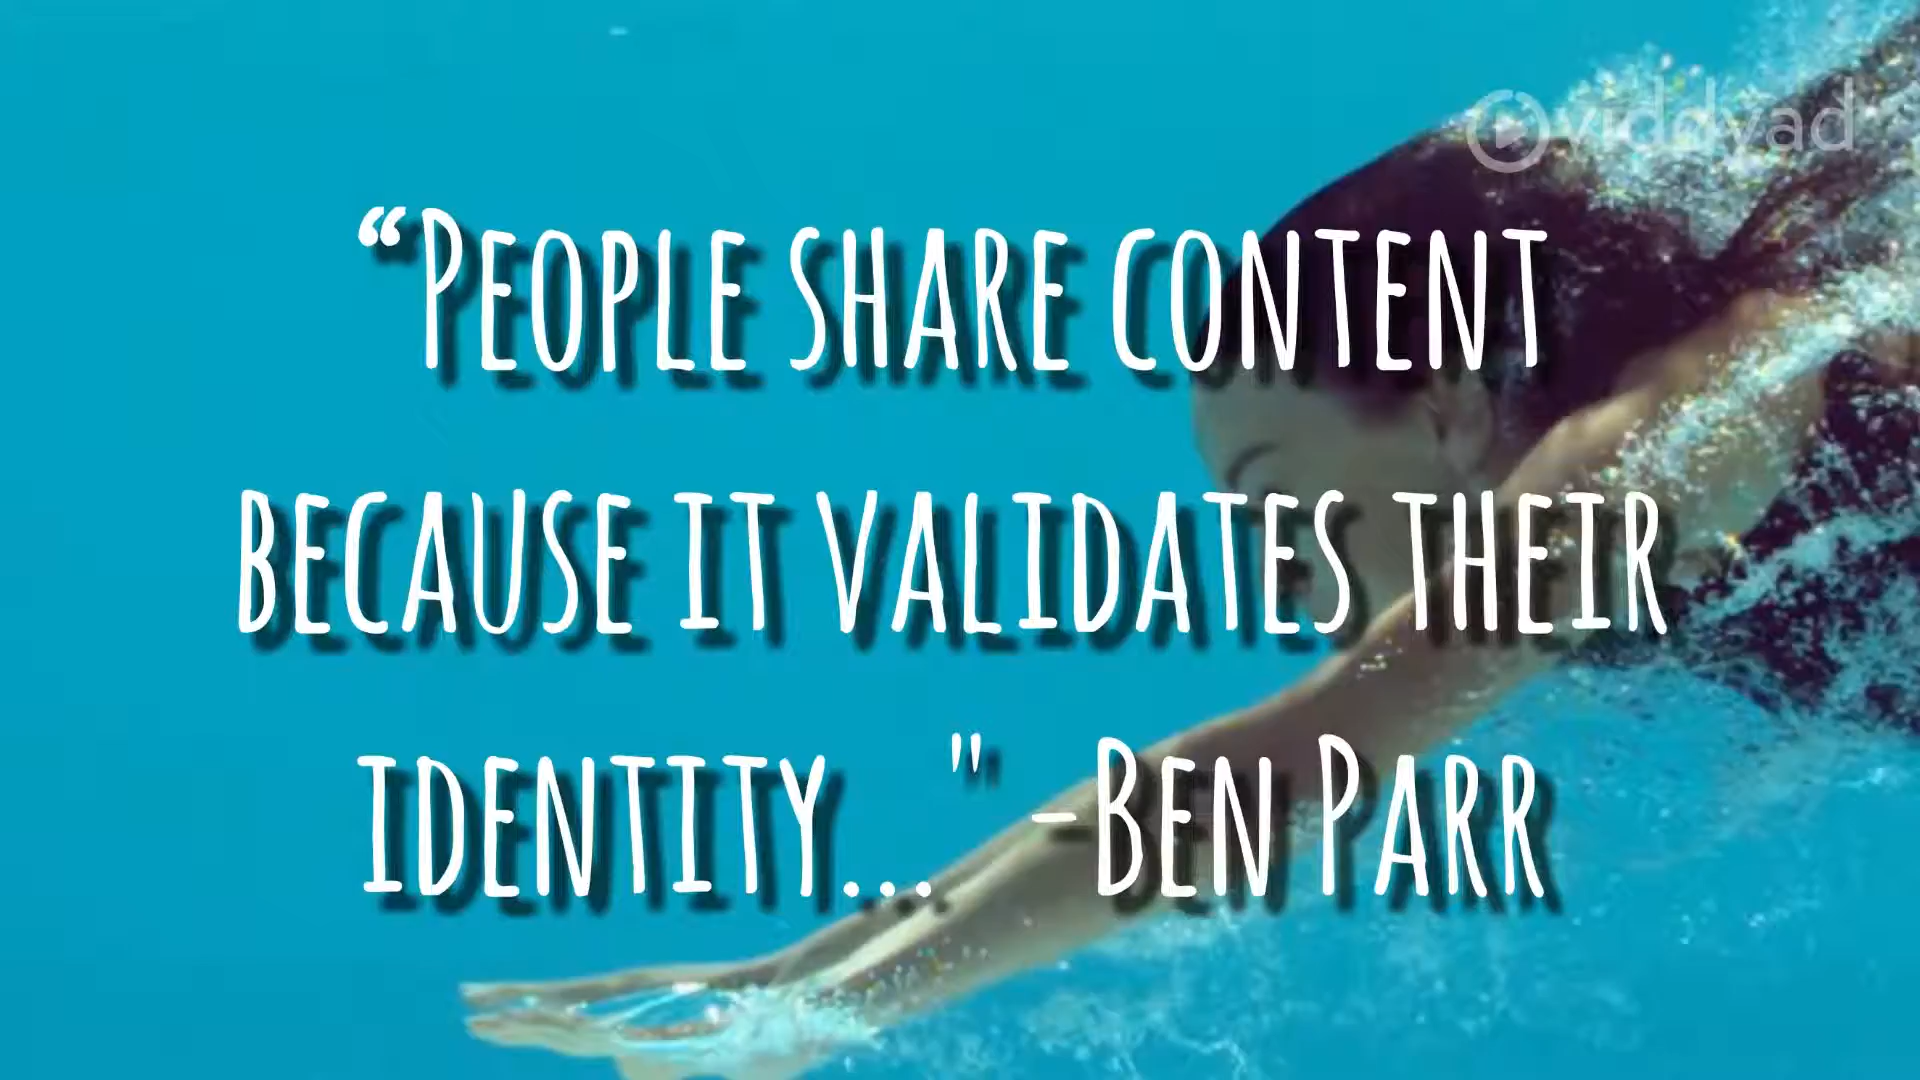 viddyad
“People share content
because it validates their
identity..." -Ben Parr